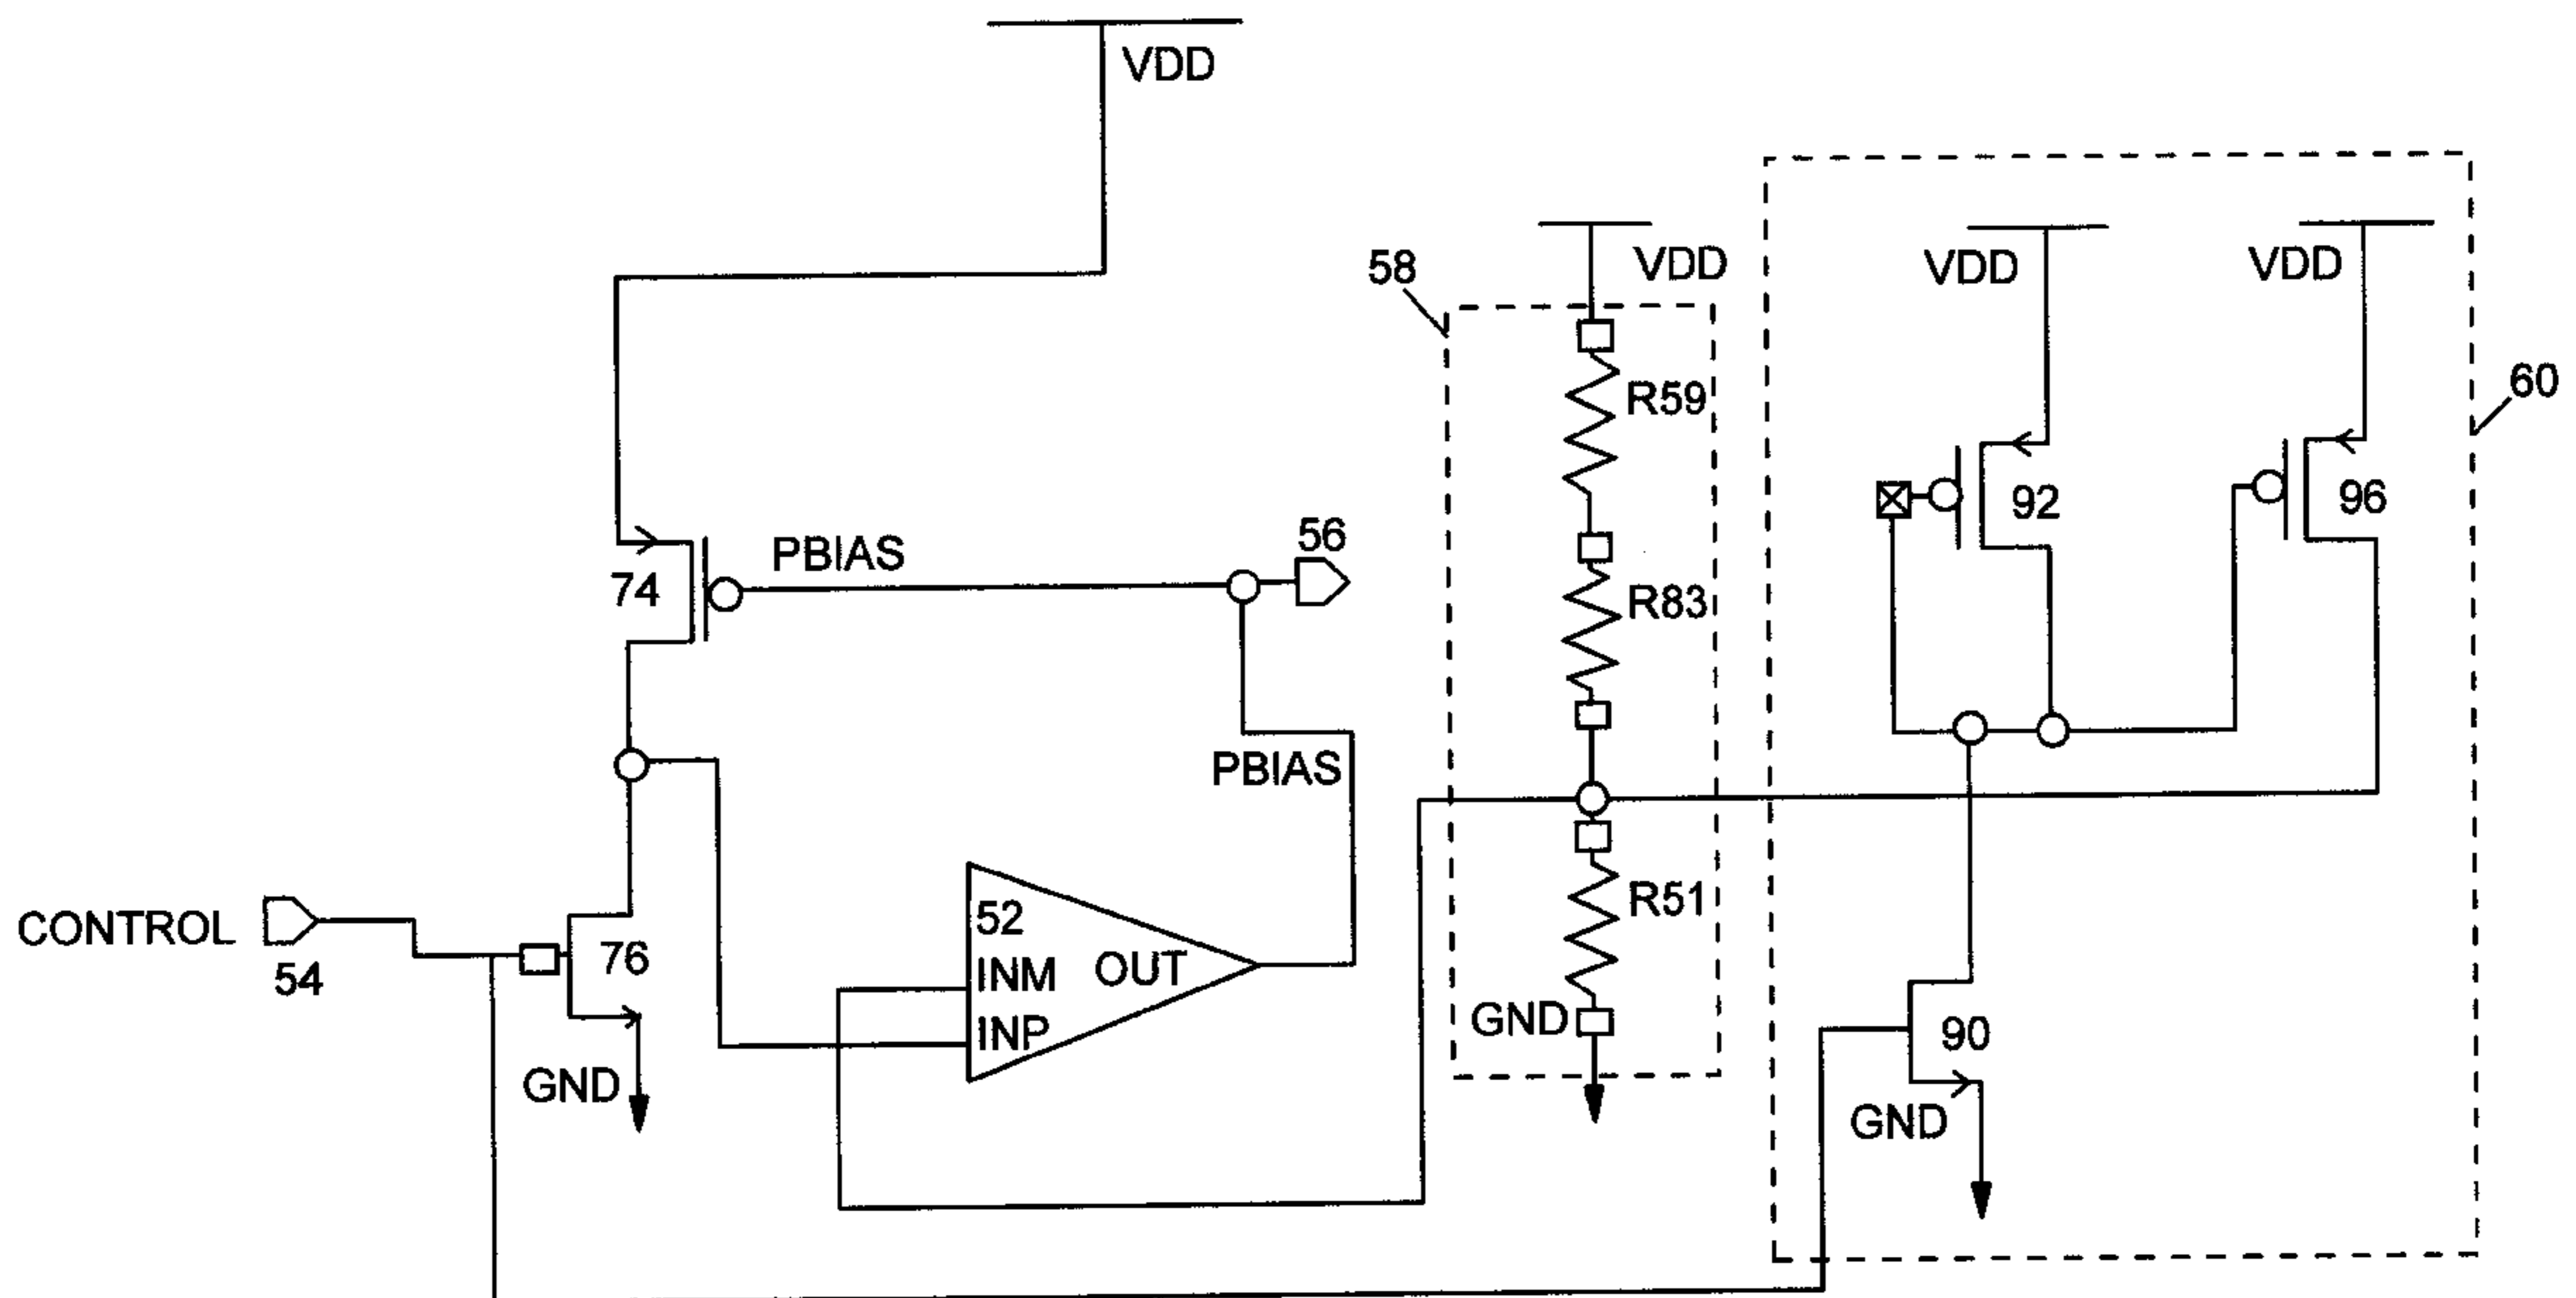 VDD
VDD
58
VDD
VDD
60
R59
92
96
PBIAS
56
74
R83
PBIAS
R51
52
CONTROL
76
INM
OUT
54
INP
GND
90
GND
GND